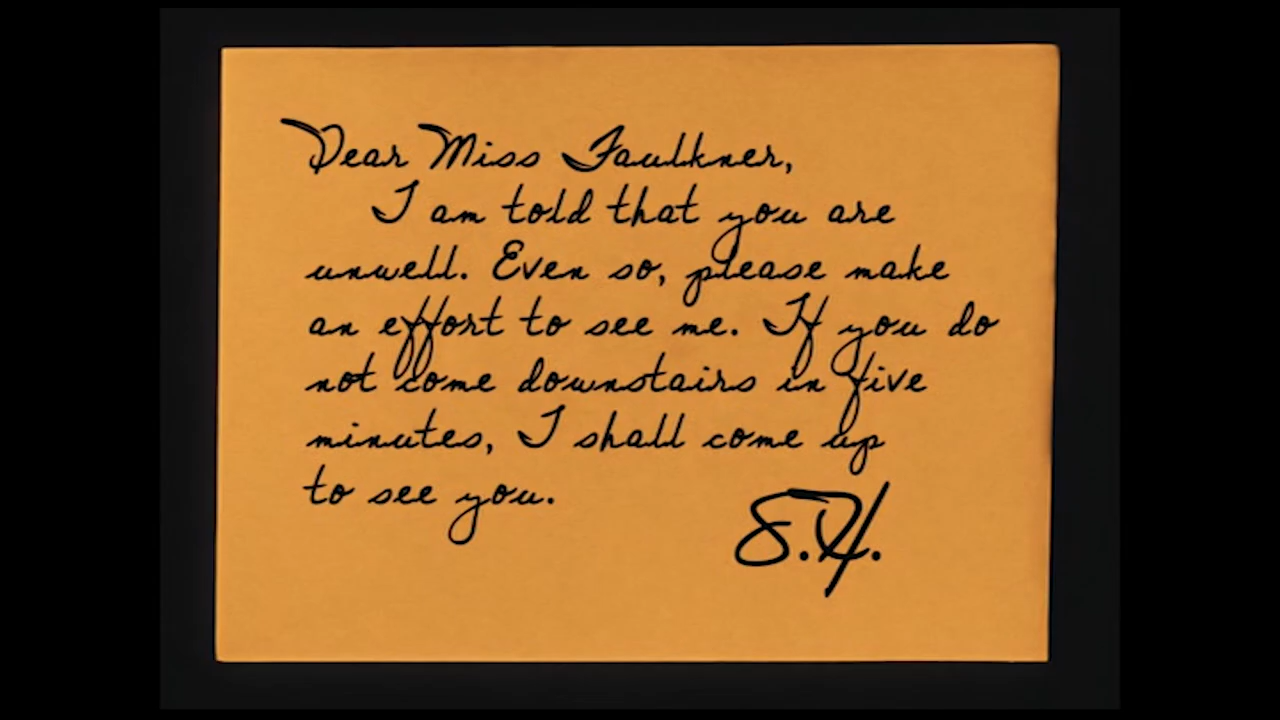 Dear Miss Faulkner,
I am told that you are
unwell. Even so, please make
an effort to see me. If you do
not come downstairs in five
minutes, I shall come up
to see you.
S.H.